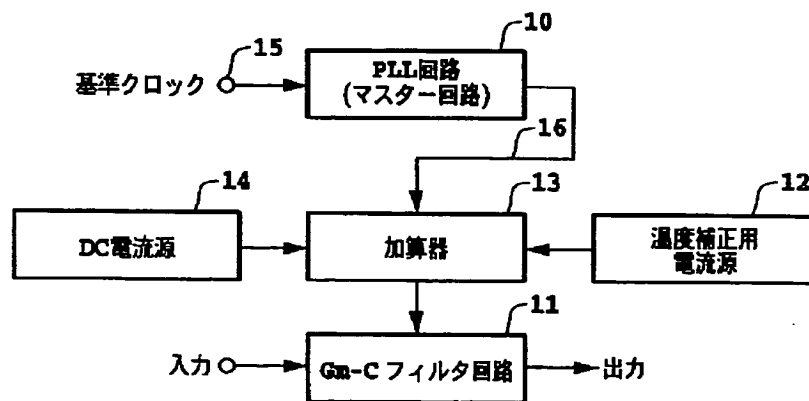 10
15
基準クロック
PLL回路
(マスター回路)
16
14
13
12
DC電流源
加算器
温度補正用
電流源
11
入力
Gm-C フィルタ回路
出力